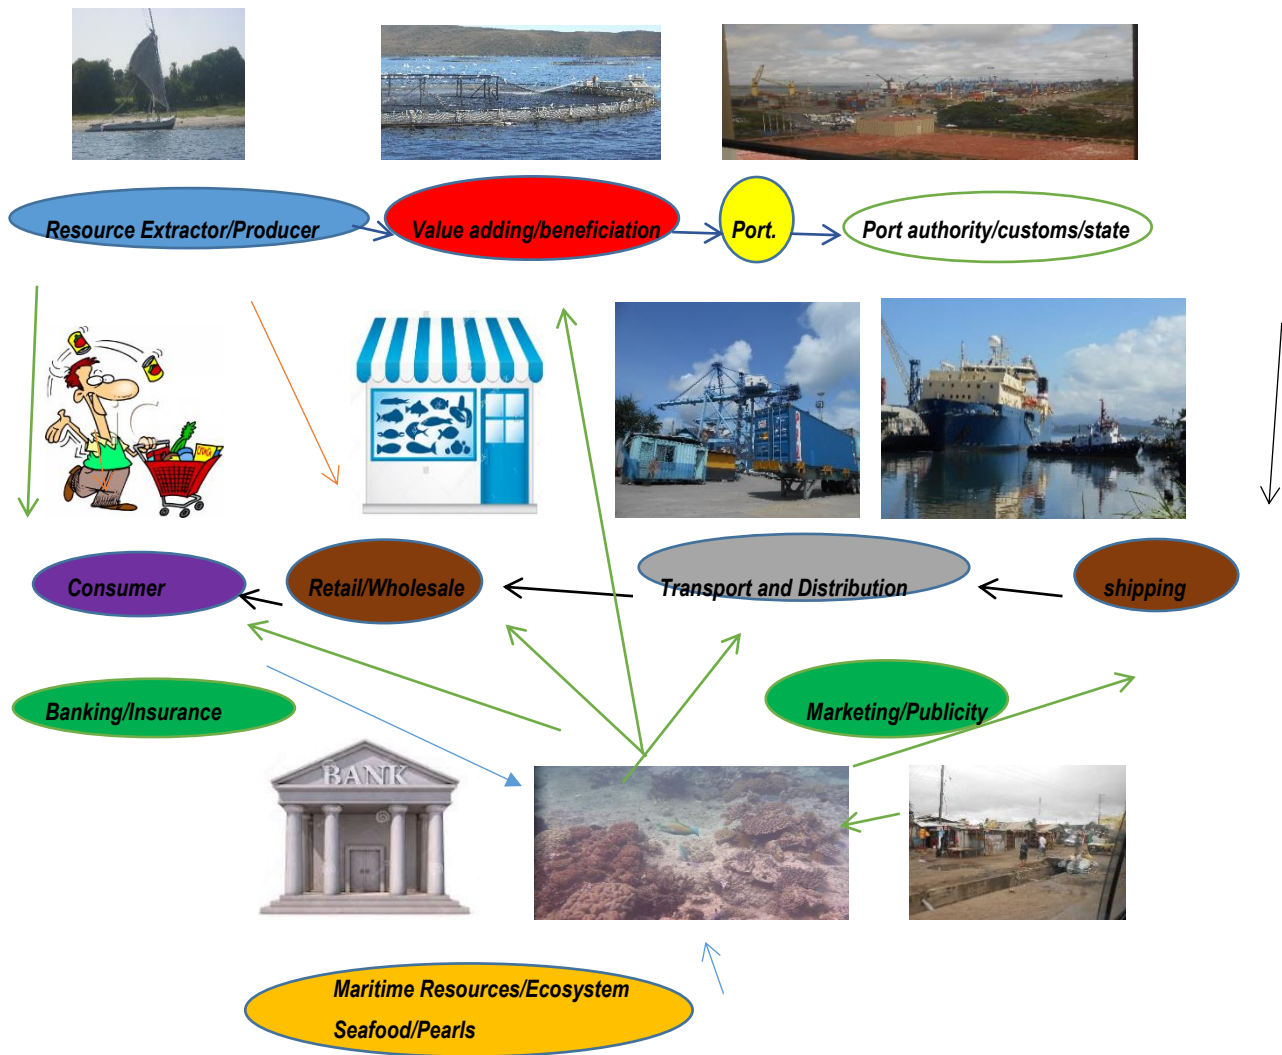 Resource Extractor/Producer
Value adding/beneficiation
Port.
Port authority/customs/state
Consumer
Retail/Wholesale
Transport and Distribution
shipping
Banking/Insurance
Marketing/Publicity
BANK
Maritime Resources/Ecosystem
Seafood/Pearls